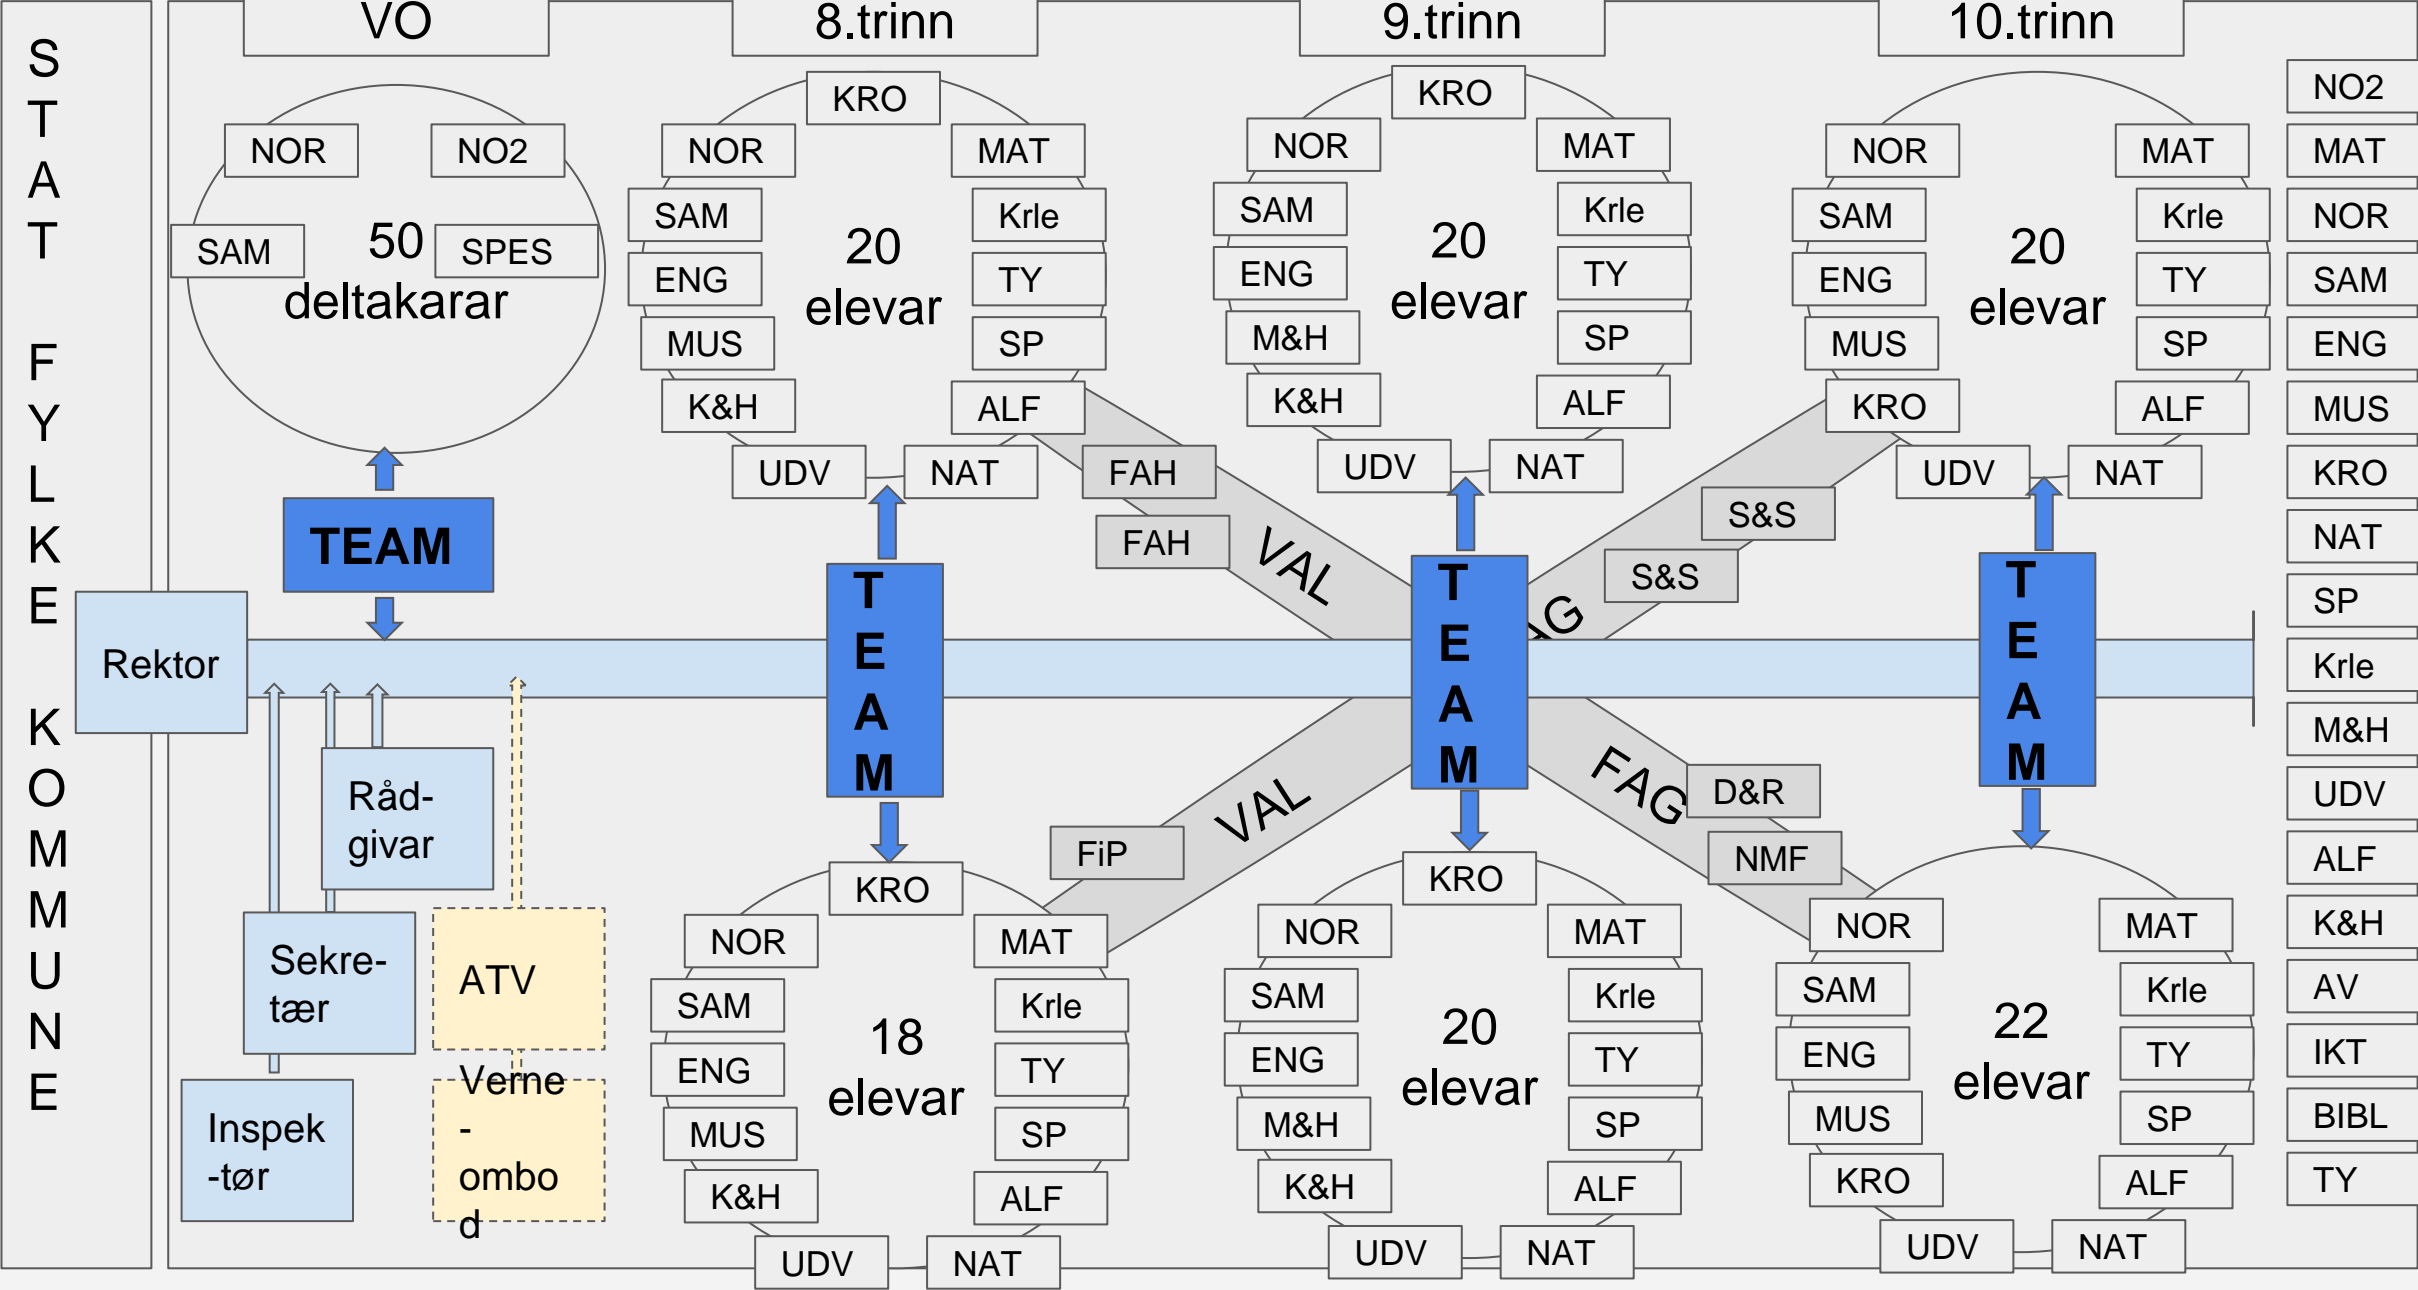 S
T
A
T
F
Y
L
K
E
K
O
M
M
U
N
E
VO
8.trinn
9.trinn
10.trinn
NOR
NO2
SAM
SPES
50
deltakarar
TEAM
Rektor
Råd-
givar
Sekre-
tær
Inspek
-tør
ATV
Verne
-
ombo
d
KRO
NOR
MAT
SAM
Krle
ENG
TY
MUS
SP
K&H
ALF
UDV
NAT
20
elevar
T
E
A
M
KRO
NOR
MAT
SAM
Krle
ENG
TY
MUS
SP
K&H
ALF
UDV
NAT
18
elevar
FAH
FAH
VAL
FiP
VAL
KRO
NOR
MAT
SAM
Krle
ENG
TY
M&H
SP
K&H
ALF
UDV
NAT
20
elevar
T
E
A
M
KRO
NOR
MAT
SAM
Krle
ENG
TY
M&H
SP
K&H
ALF
UDV
NAT
20
elevar
S&S
S&S
AG
FAG
D&R
NMF
NOR
MAT
SAM
Krle
ENG
TY
MUS
SP
KRO
ALF
UDV
NAT
20
elevar
T
E
A
M
NOR
MAT
SAM
Krle
ENG
TY
MUS
SP
KRO
ALF
UDV
NAT
22
elevar
NO2
MAT
NOR
SAM
ENG
MUS
KRO
NAT
SP
Krle
M&H
UDV
ALF
K&H
AV
IKT
BIBL
TY